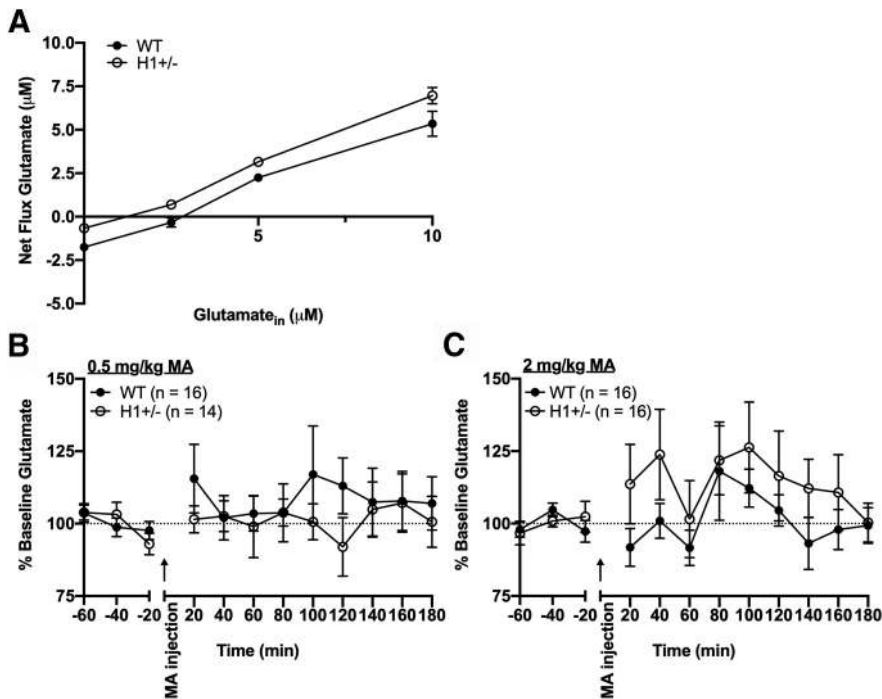 A
WT
H1+/-
Net Flux Glutamate (μM)
10.0
7.5
5.0
2.5
0.0
-2.5
-5.0
5
10
Glutamatein (μM)
B
0.5 mg/kg MA
WT (n = 16)
H1+/- (n = 14)
% Baseline Glutamate
150
125
100
75
-60 -40 -20 20 40 60 80 100 120 140 160 180
MA injection
Time (min)
C
2 mg/kg MA
WT (n = 16)
H1+/- (n = 16)
% Baseline Glutamate
150
125
100
75
-60 -40 -20 20 40 60 80 100 120 140 160 180
MA injection
Time (min)